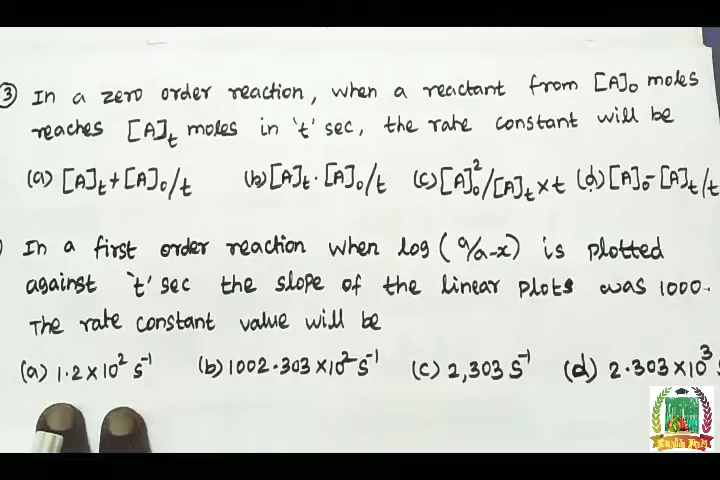 ③ In a zero order reaction, when a reactant from [A]₀ moles
reaches [A]t moles in 't' sec, the rate constant will be
(a) [A]t + [A]₀/t (b) [A]t · [A]₀/t (c) [A]₀²/[A]t × t (d) [A]₀ - [A]t/t
) In a first order reaction when log (a/a-x) is plotted
against 't' sec the slope of the linear plots was 1000.
The rate constant value will be
(a) 1.2 × 10² s⁻¹ (b) 1002.303 × 10² s⁻¹ (c) 2,303 s⁻¹ (d) 2.303 × 10³ s